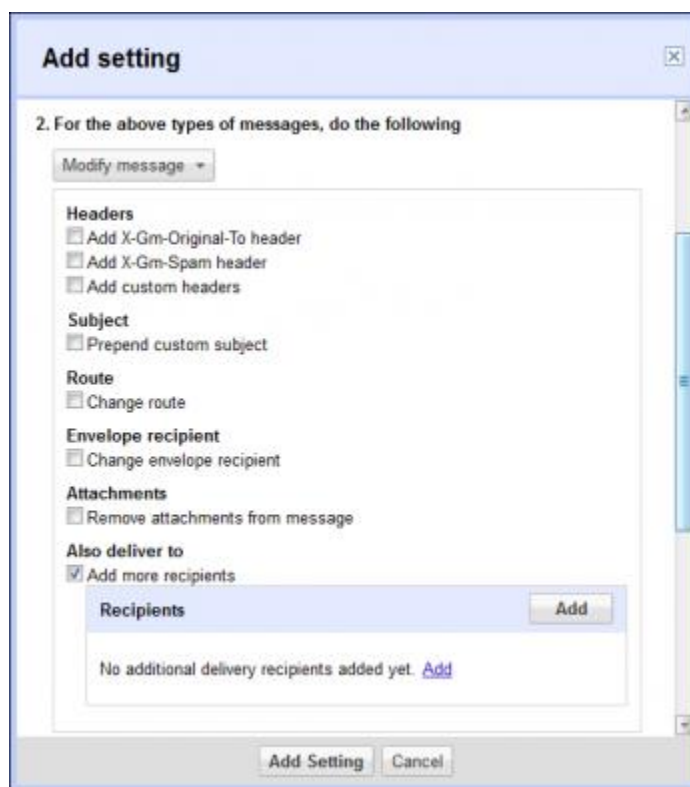 Add setting
2. For the above types of messages, do the following
Modify message
Headers
Add X-Gm-Original-To header
Add X-Gm-Spam header
Add custom headers
Subject
Prepend custom subject
Route
Change route
Envelope recipient
Change envelope recipient
Attachments
Remove attachments from message
Also deliver to
Add more recipients
Recipients Add
No additional delivery recipients added yet. Add
Add Setting Cancel